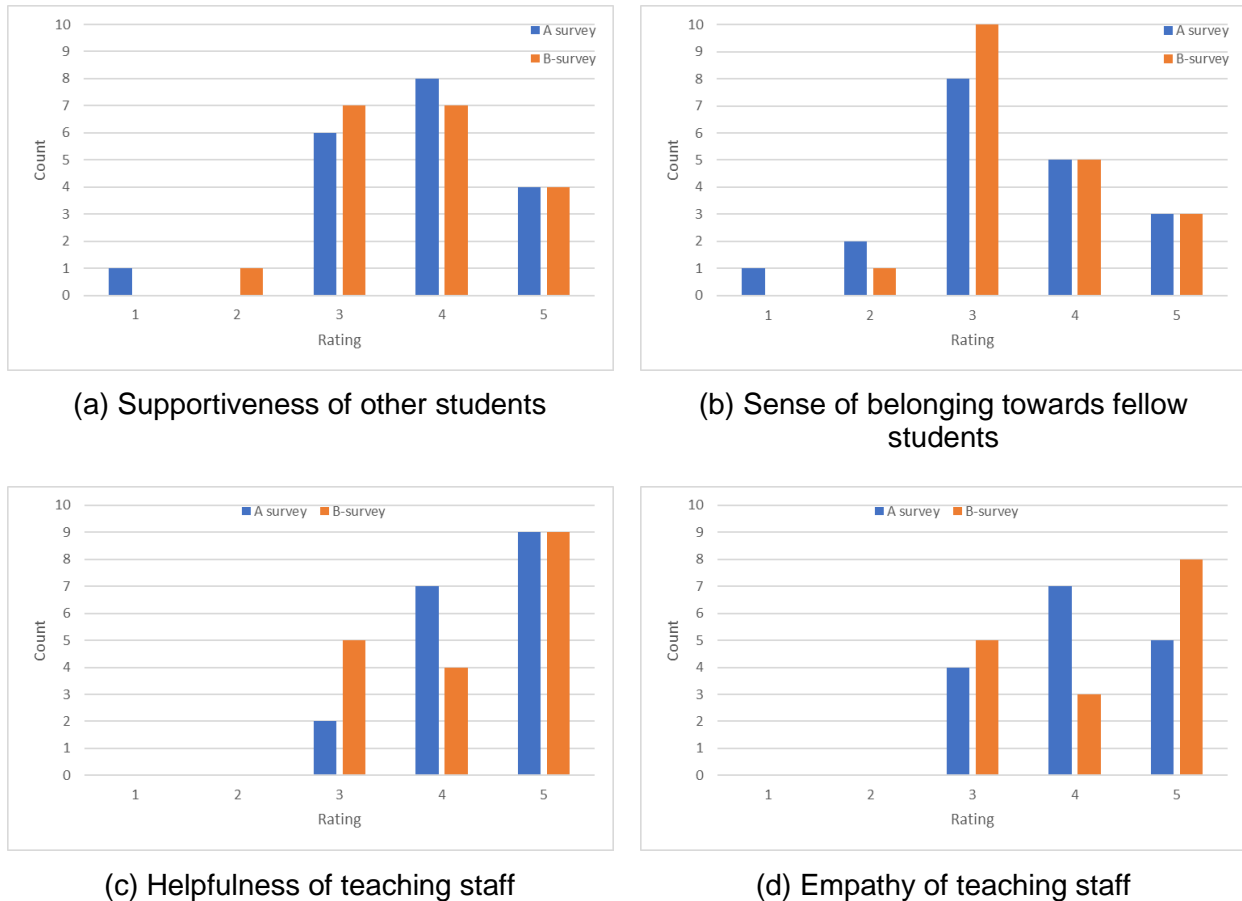 10
9
8
7
6
5
4
3
2
1
0
Count
1 2 3 4 5
Rating
A survey
B-survey
(a) Supportiveness of other students
10
9
8
7
6
5
4
3
2
1
0
Count
1 2 3 4 5
Rating
A survey
B-survey
(b) Sense of belonging towards fellow
students
A survey B-survey
10
9
8
7
6
5
4
3
2
1
0
Count
1 2 3 4 5
Rating
(c) Helpfulness of teaching staff
A survey B-survey
10
9
8
7
6
5
4
3
2
1
0
Count
1 2 3 4 5
Rating
(d) Empathy of teaching staff